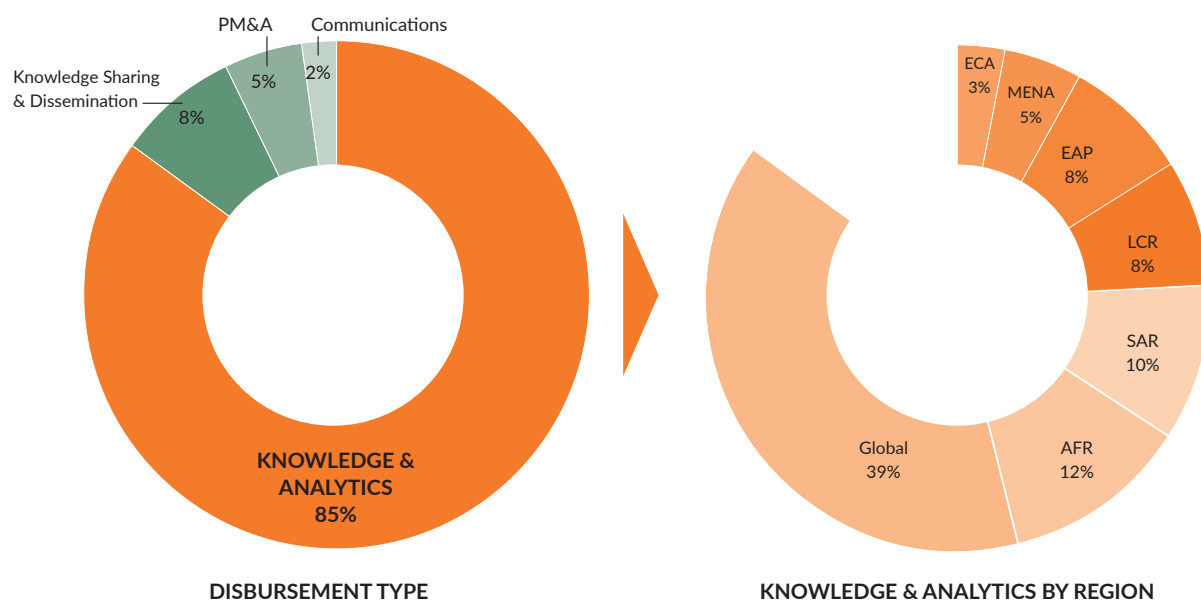 PM&A
Communications
Knowledge Sharing
& Dissemination
8%
5%
2%
KNOWLEDGE &
ANALYTICS
85%
DISBURSEMENT TYPE
ECA
3%
MENA
5%
EAP
8%
LCR
8%
SAR
10%
AFR
12%
Global
39%
KNOWLEDGE & ANALYTICS BY REGION